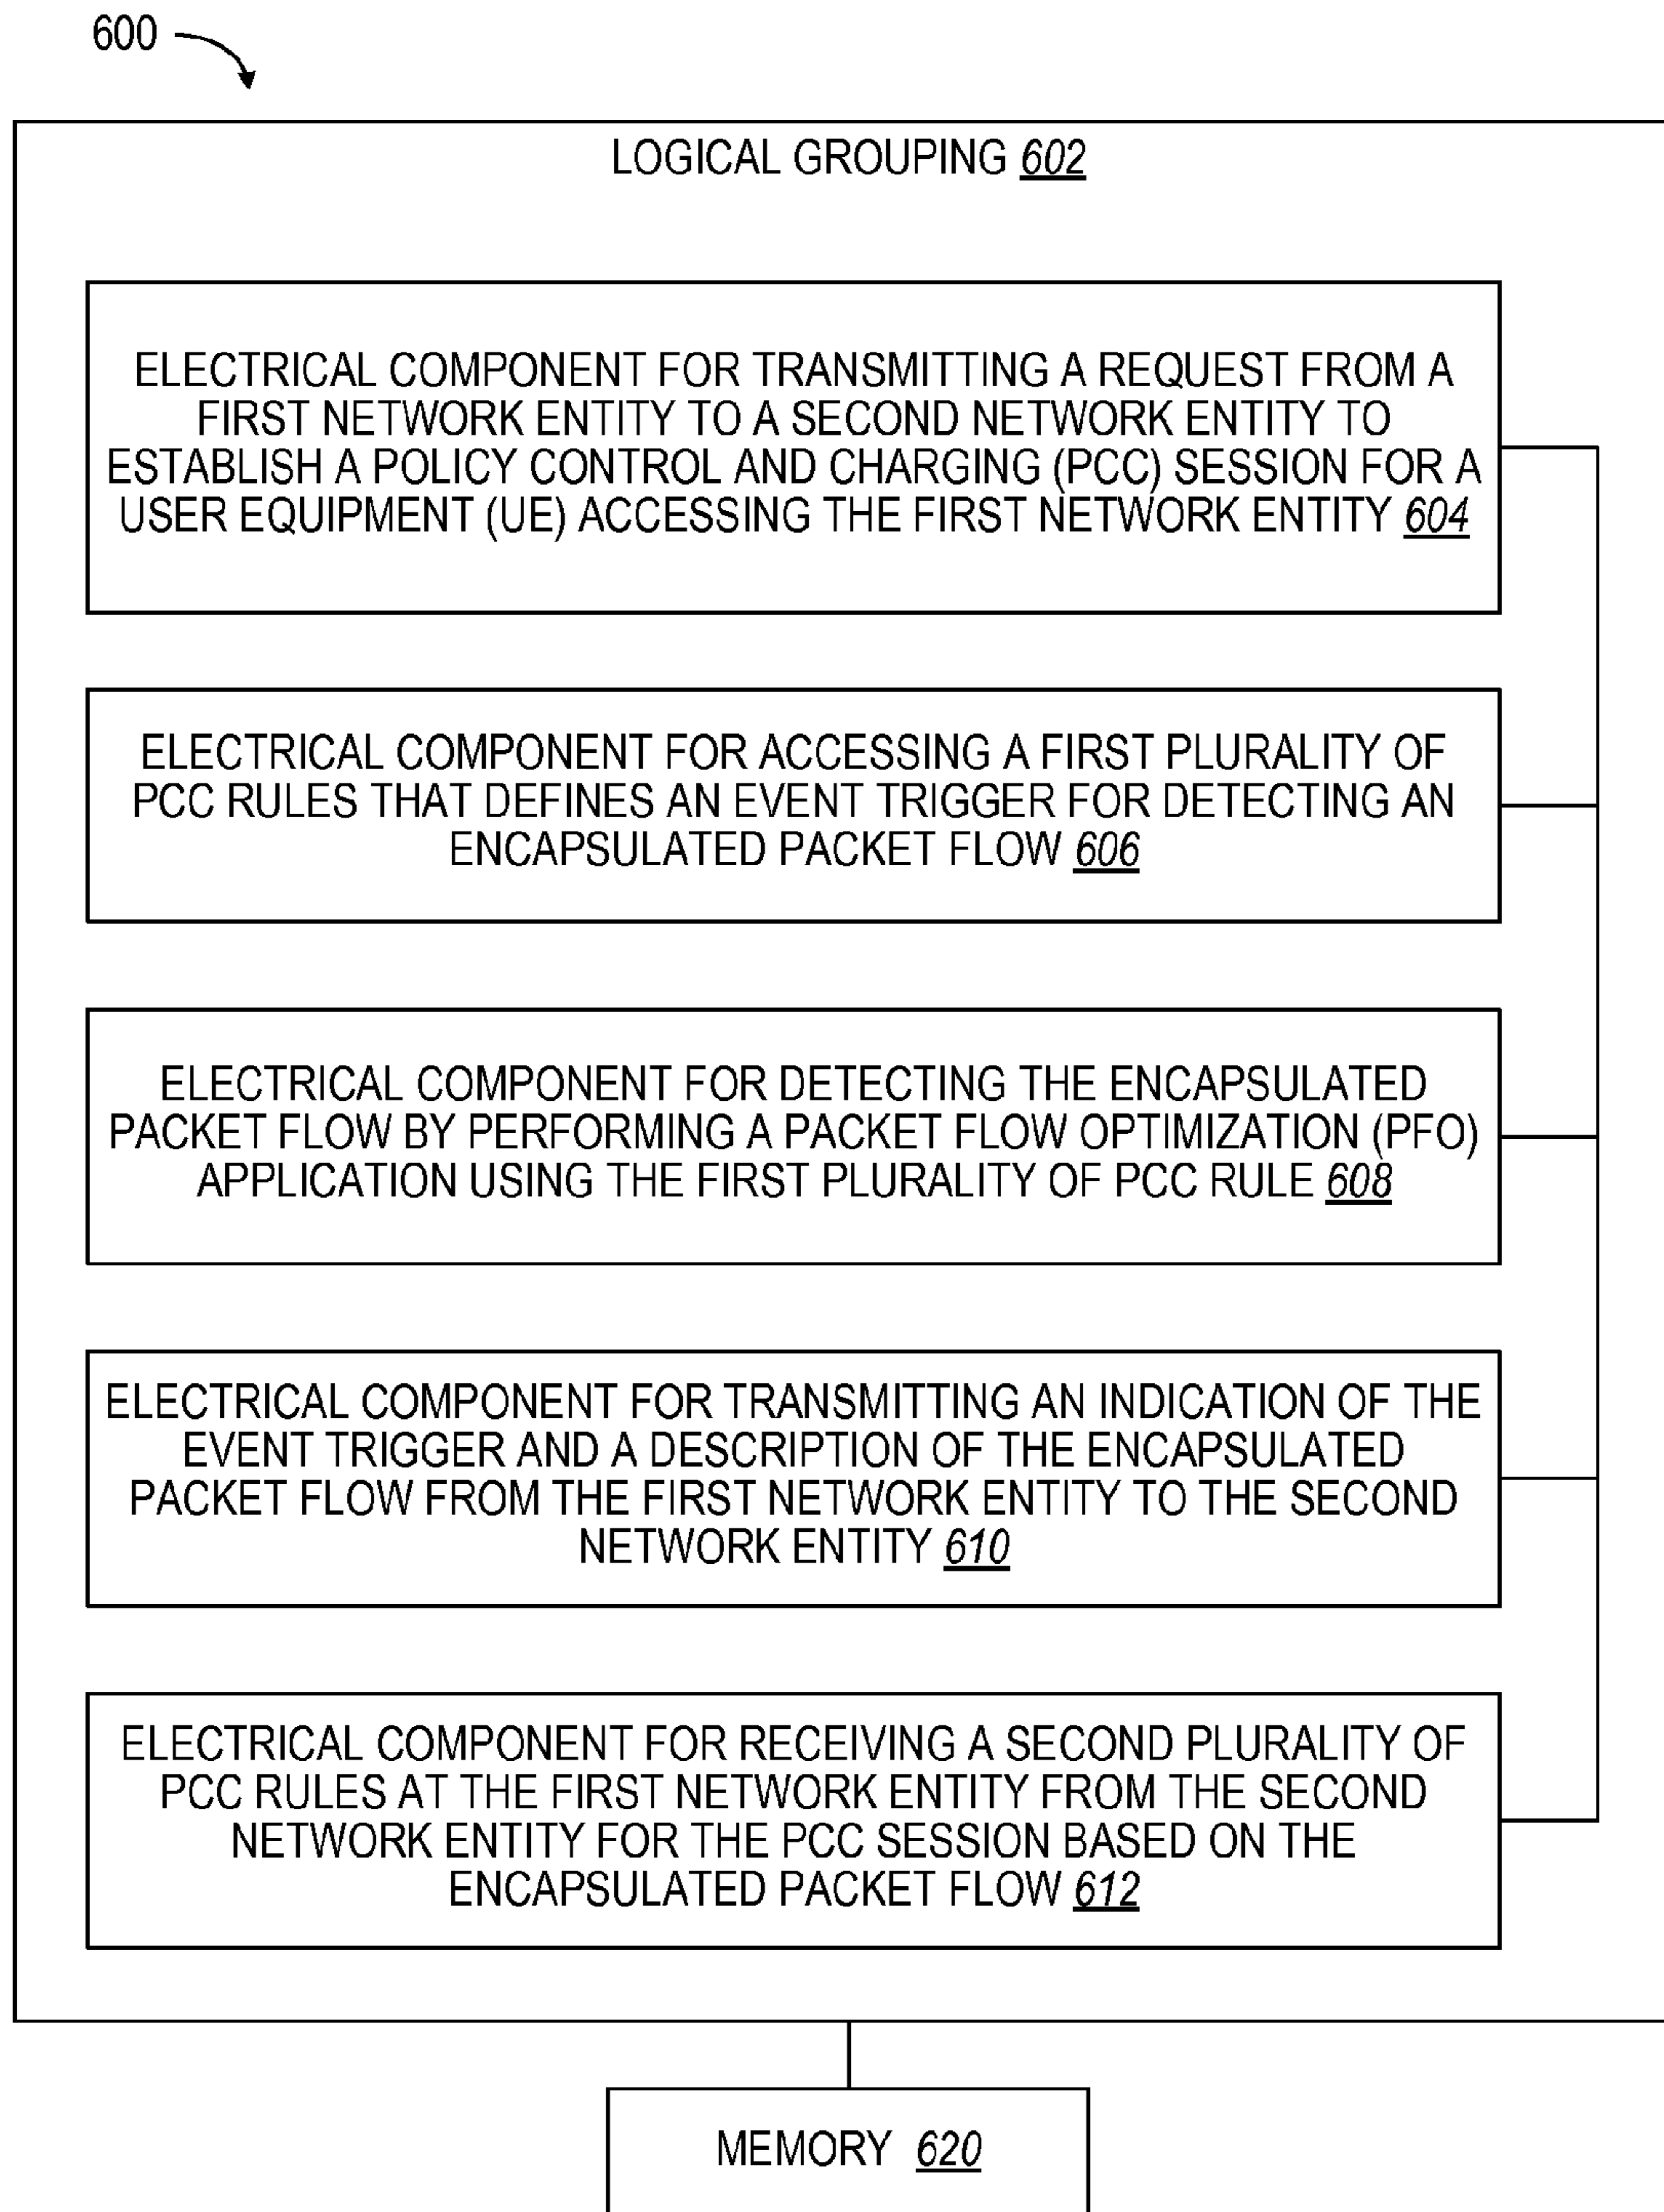 600
LOGICAL GROUPING 602
ELECTRICAL COMPONENT FOR TRANSMITTING A REQUEST FROM A
FIRST NETWORK ENTITY TO A SECOND NETWORK ENTITY TO
ESTABLISH A POLICY CONTROL AND CHARGING (PCC) SESSION FOR A
USER EQUIPMENT (UE) ACCESSING THE FIRST NETWORK ENTITY 604
ELECTRICAL COMPONENT FOR ACCESSING A FIRST PLURALITY OF
PCC RULES THAT DEFINES AN EVENT TRIGGER FOR DETECTING AN
ENCAPSULATED PACKET FLOW 606
ELECTRICAL COMPONENT FOR DETECTING THE ENCAPSULATED
PACKET FLOW BY PERFORMING A PACKET FLOW OPTIMIZATION (PFO)
APPLICATION USING THE FIRST PLURALITY OF PCC RULE 608
ELECTRICAL COMPONENT FOR TRANSMITTING AN INDICATION OF THE
EVENT TRIGGER AND A DESCRIPTION OF THE ENCAPSULATED
PACKET FLOW FROM THE FIRST NETWORK ENTITY TO THE SECOND
NETWORK ENTITY 610
ELECTRICAL COMPONENT FOR RECEIVING A SECOND PLURALITY OF
PCC RULES AT THE FIRST NETWORK ENTITY FROM THE SECOND
NETWORK ENTITY FOR THE PCC SESSION BASED ON THE
ENCAPSULATED PACKET FLOW 612
MEMORY 620